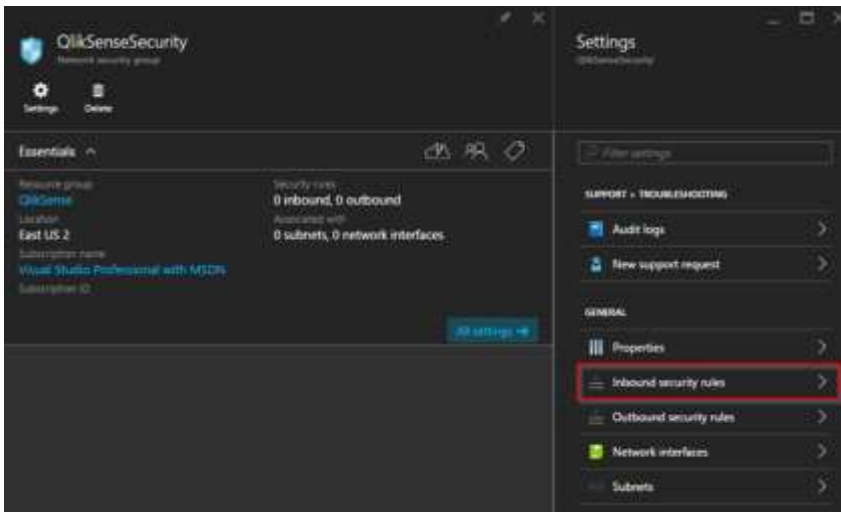 QlikSenseSecurity
Network security group
Settings
Delete
Essentials
Resource group
QlikSense
Location
East US 2
Subscription name
Visual Studio Professional with MSDN
Subscription ID
Security rules
0 inbound, 0 outbound
Associated with
0 subnets, 0 network interfaces
All settings →
Settings
QlikSenseSecurity
Filter settings
SUPPORT + TROUBLESHOOTING
Audit logs
New support request
GENERAL
Properties
Inbound security rules
Outbound security rules
Network interfaces
Subnets